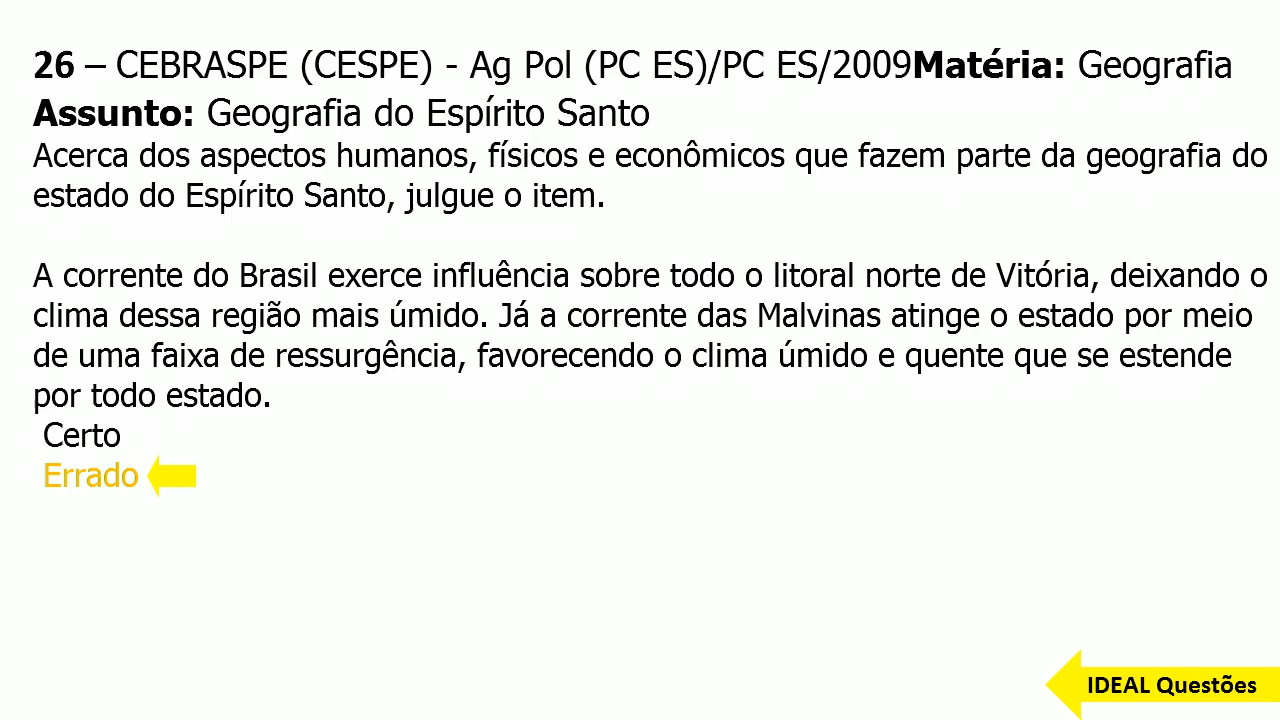 26 – CEBRASPE (CESPE) - Ag Pol (PC ES)/PC ES/2009Matéria: Geografia
Assunto: Geografia do Espírito Santo
Acerca dos aspectos humanos, físicos e econômicos que fazem parte da geografia do
estado do Espírito Santo, julgue o item.
A corrente do Brasil exerce influência sobre todo o litoral norte de Vitória, deixando o
clima dessa região mais úmido. Já a corrente das Malvinas atinge o estado por meio
de uma faixa de ressurgência, favorecendo o clima úmido e quente que se estende
por todo estado.
Certo
Errado
IDEAL Questões